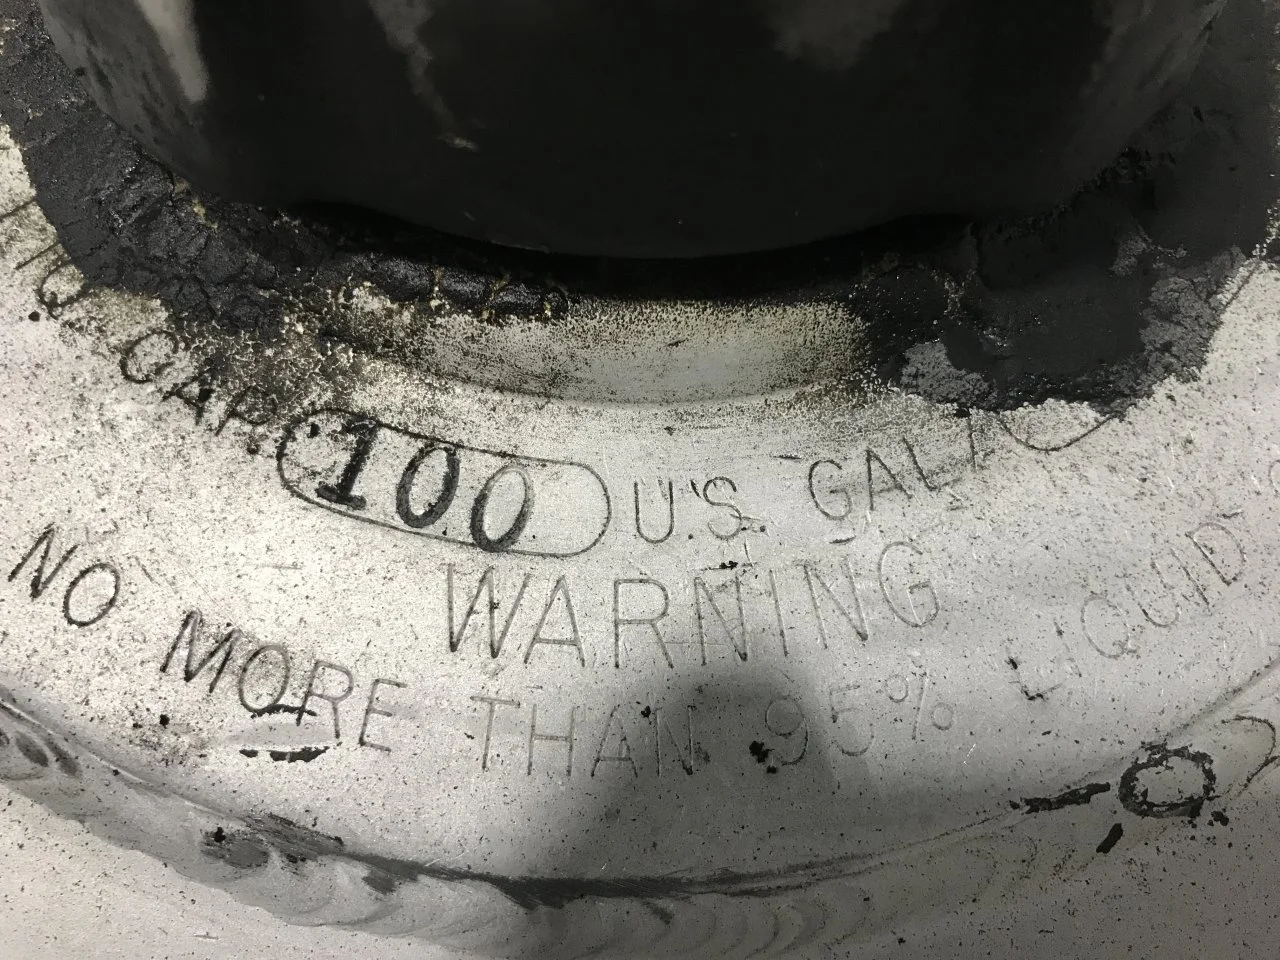 CAP. 100 U.S. GAL
WARNING
NO MORE THAN 95% LIQUID